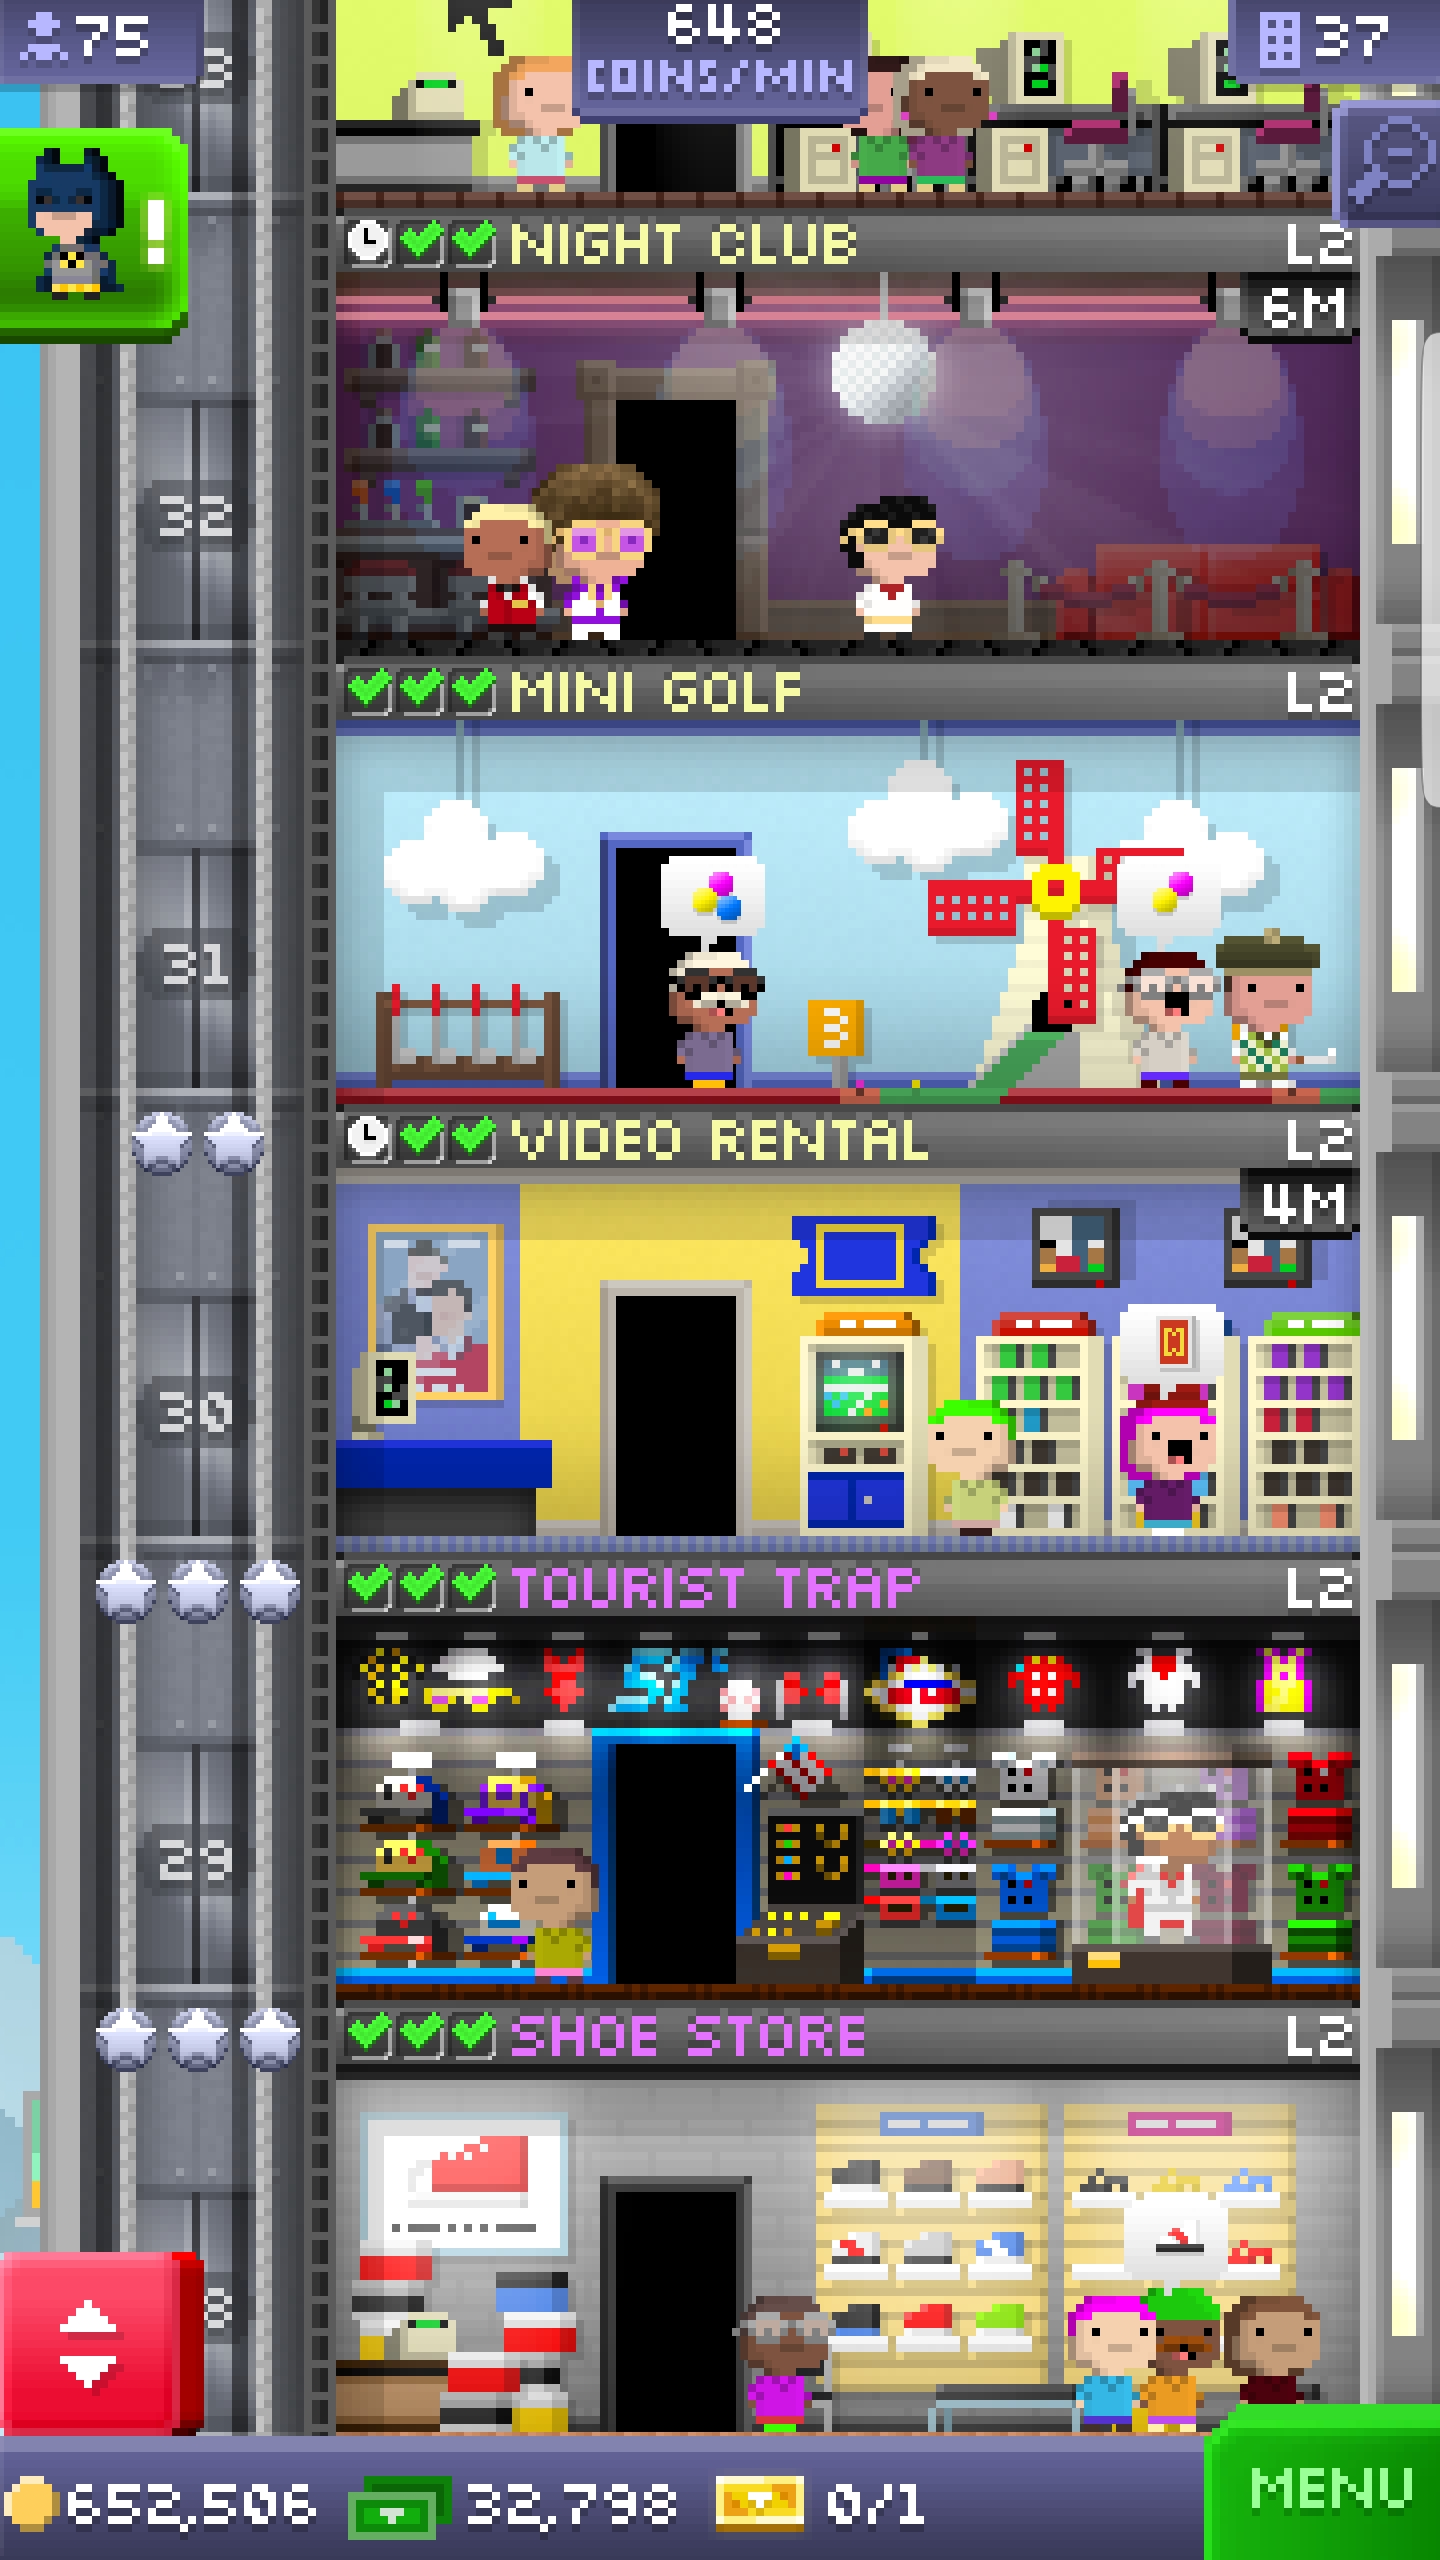 75
648
COINS/MIN
37
NIGHT CLUB L2
6M
32
MINI GOLF L2
31
3
VIDEO RENTAL L2
4M
30
TOURIST TRAP L2
29
SHOE STORE L2
652,506
32,798
0/1
MENU